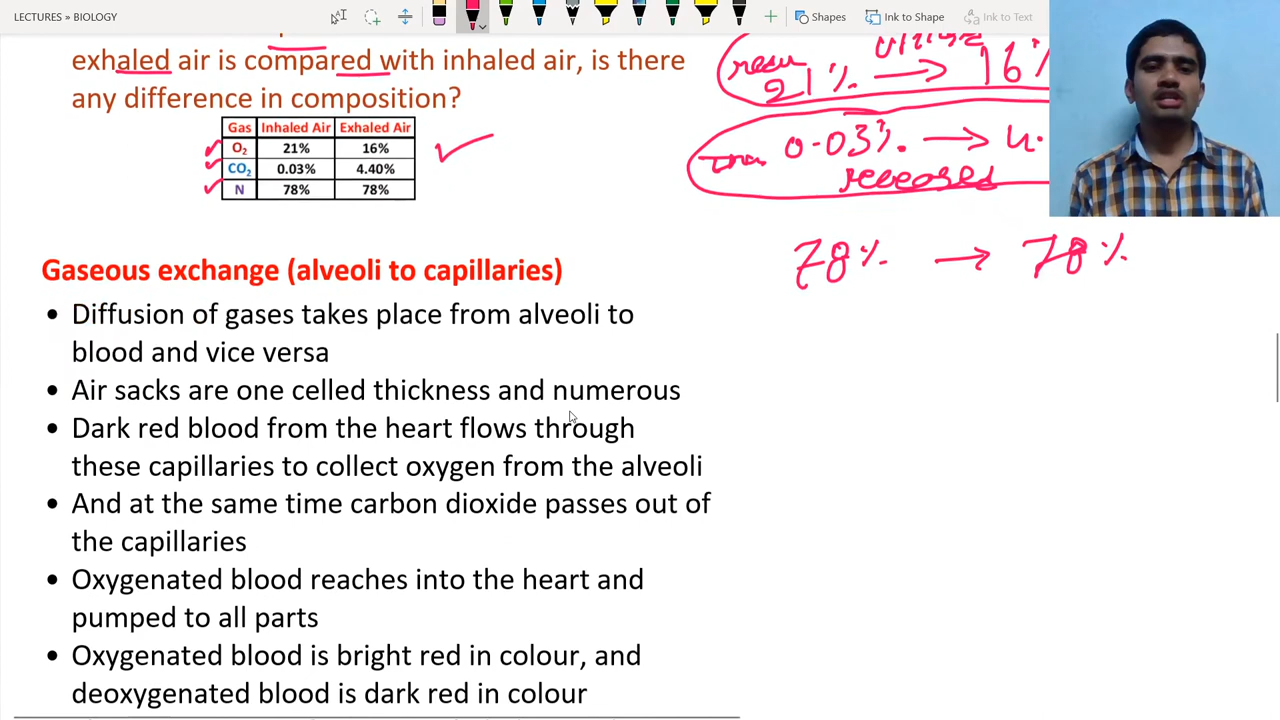 LECTURES » BIOLOGY
Shapes
Ink to Shape
Ink to Text
exhaled air is compared with inhaled air, is there
any difference in composition?
Gas Inhaled Air Exhaled Air
O₂ 21% 16%
CO₂ 0.03% 4.40%
N 78% 78%
21% → 16%
0.03% → 4.
released
78% → 78%
Gaseous exchange (alveoli to capillaries)
• Diffusion of gases takes place from alveoli to
blood and vice versa
• Air sacks are one celled thickness and numerous
• Dark red blood from the heart flows through
these capillaries to collect oxygen from the alveoli
• And at the same time carbon dioxide passes out of
the capillaries
• Oxygenated blood reaches into the heart and
pumped to all parts
• Oxygenated blood is bright red in colour, and
deoxygenated blood is dark red in colour